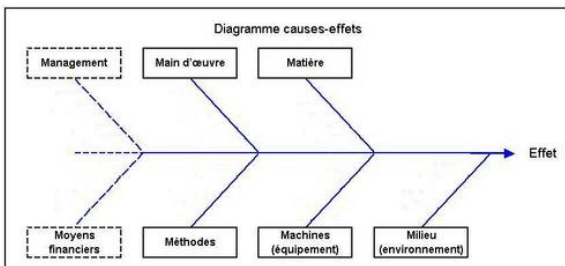 Diagramme causes-effets
Management
Main d'œuvre
Matière
Effet
Moyens
financiers
Méthodes
Machines
(équipement)
Milieu
(environnement)